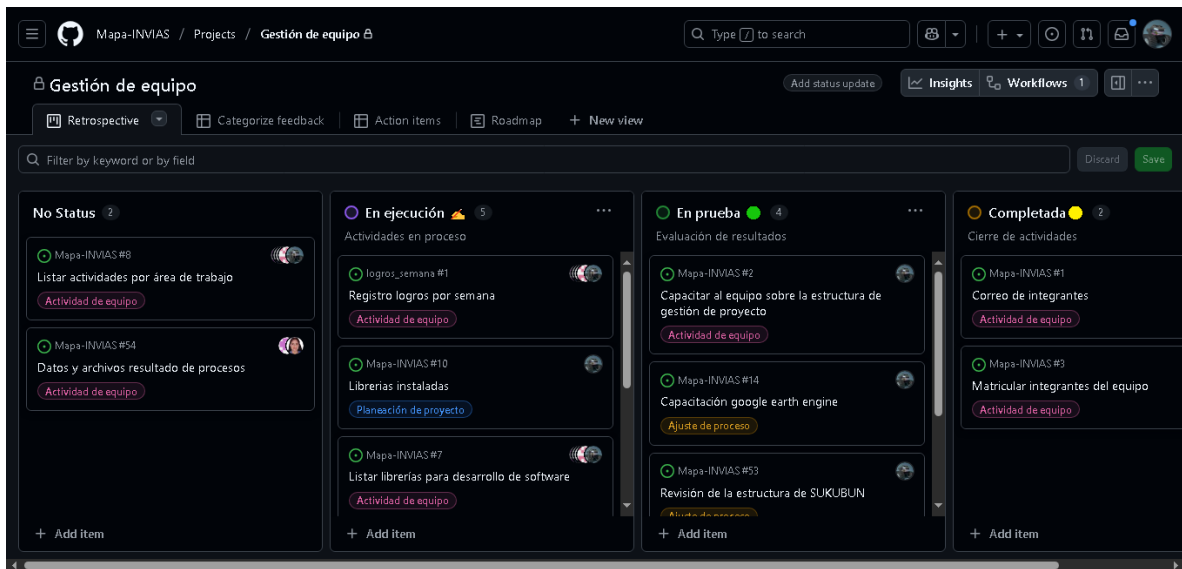 Mapa-INVIAS / Projects / Gestión de equipo
Type / to search
Gestión de equipo
Add status update
Insights
Workflows 1
Retrospective
Categorize feedback
Action items
Roadmap
+ New view
Filter by keyword or by field
Discard
Save
No Status 2
Mapa-INVIAS #8
Listar actividades por área de trabajo
Actividad de equipo
Mapa-INVIAS #54
Datos y archivos resultado de procesos
Actividad de equipo
+ Add item
En ejecución ✍️ 5
Actividades en proceso
logros_semana #1
Registro logros por semana
Actividad de equipo
Mapa-INVIAS #10
Librerias instaladas
Planeación de proyecto
Mapa-INVIAS #7
Listar librerías para desarrollo de software
Actividad de equipo
+ Add item
En prueba 4
Evaluación de resultados
Mapa-INVIAS #2
Capacitar al equipo sobre la estructura de
gestión de proyecto
Actividad de equipo
Mapa-INVIAS #14
Capacitación google earth engine
Ajuste de proceso
Mapa-INVIAS #53
Revisión de la estructura de SUKUBUN
Ajuste de proceso
+ Add item
Completada 2
Cierre de actividades
Mapa-INVIAS #1
Correo de integrantes
Actividad de equipo
Mapa-INVIAS #3
Matricular integrantes del equipo
Actividad de equipo
+ Add item